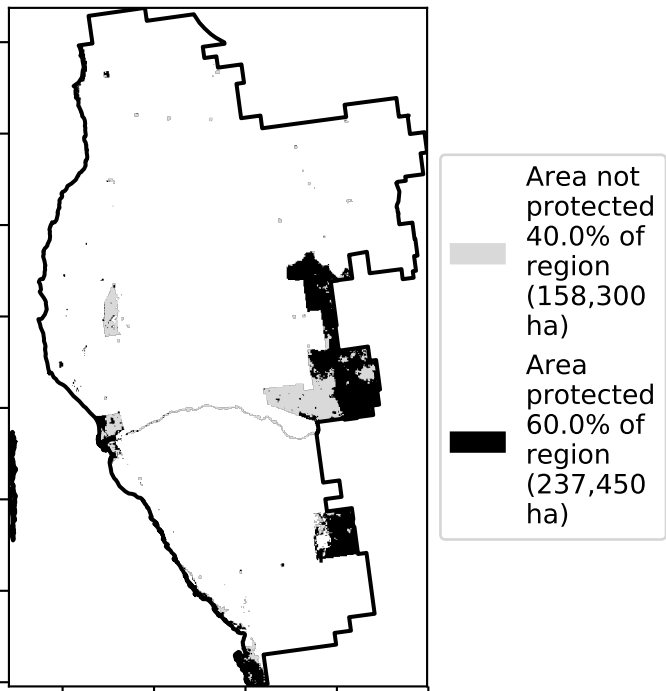 Area not
protected
40.0% of
region
(158,300
ha)
Area
protected
60.0% of
region
(237,450
ha)